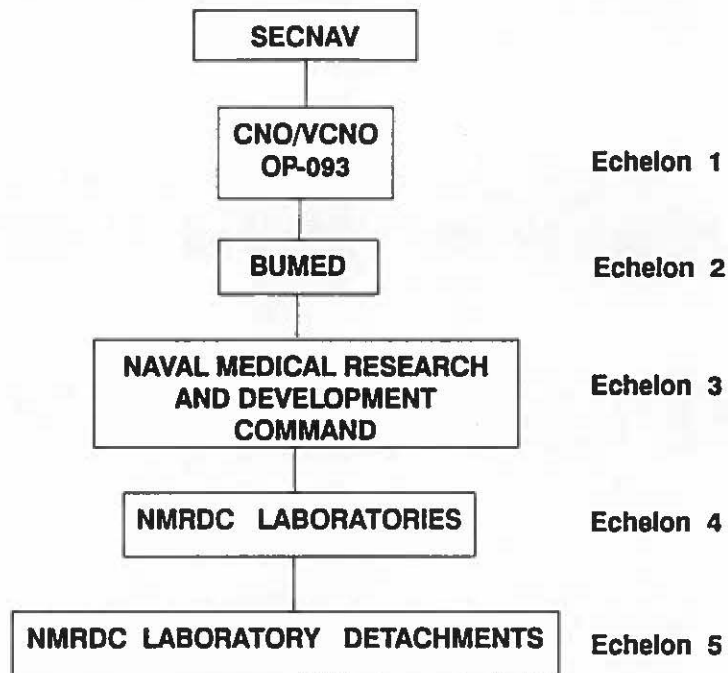 SECNAV
CNO/VCNO
OP-093
Echelon 1
BUMED
Echelon 2
NAVAL MEDICAL RESEARCH
AND DEVELOPMENT
COMMAND
Echelon 3
NMRDC LABORATORIES
Echelon 4
NMRDC LABORATORY DETACHMENTS
Echelon 5